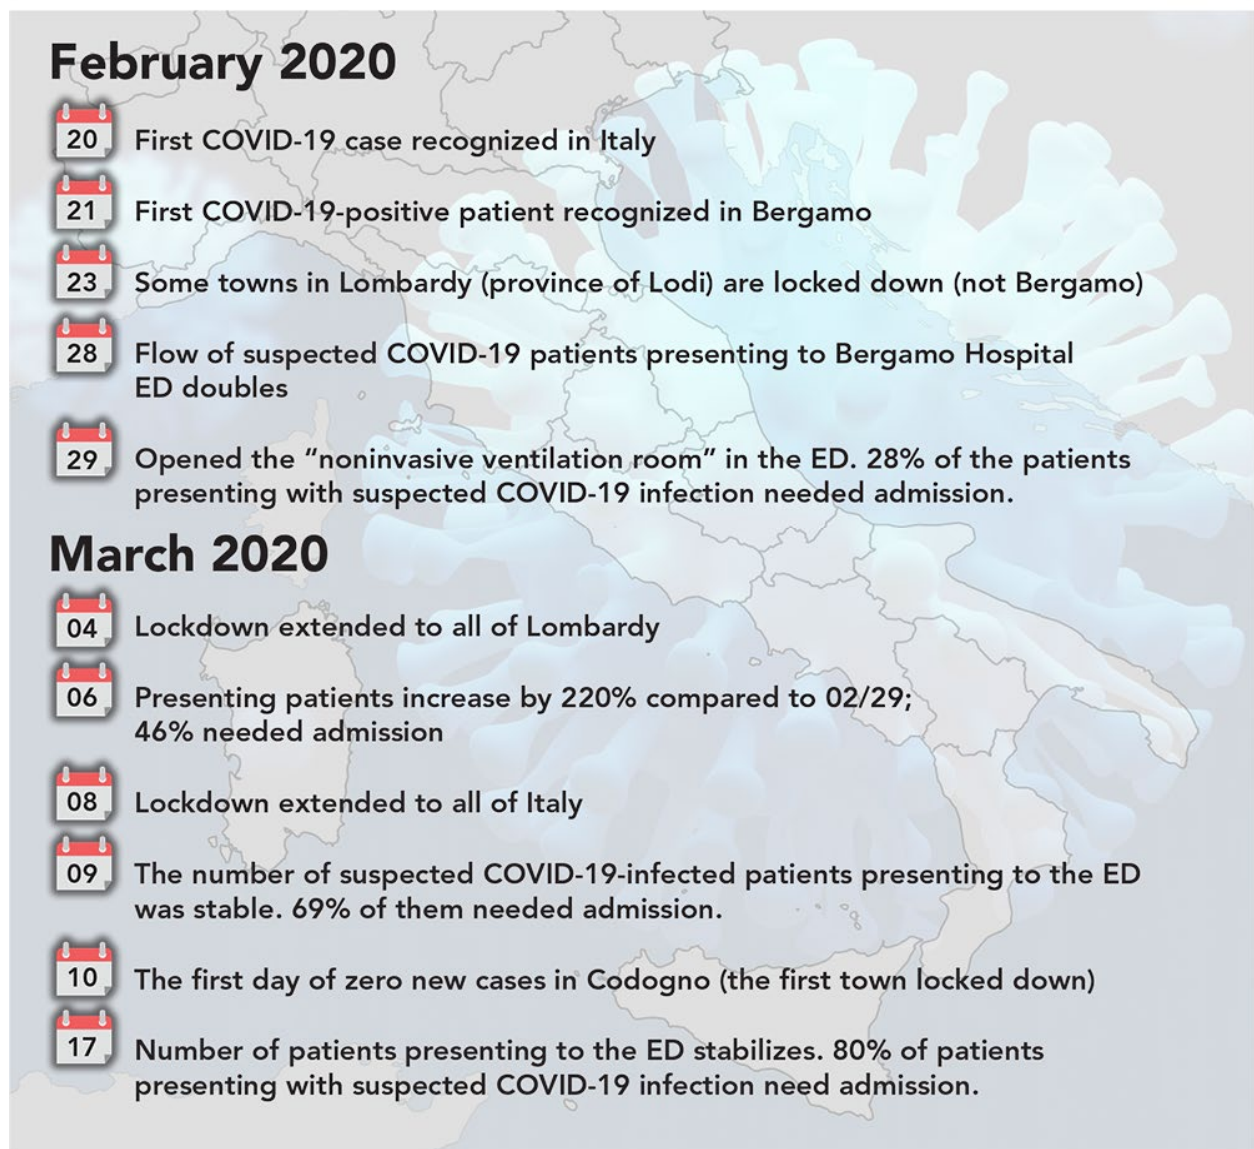 February 2020
20 First COVID-19 case recognized in Italy
21 First COVID-19-positive patient recognized in Bergamo
23 Some towns in Lombardy (province of Lodi) are locked down (not Bergamo)
28 Flow of suspected COVID-19 patients presenting to Bergamo Hospital
ED doubles
29 Opened the “noninvasive ventilation room” in the ED. 28% of the patients
presenting with suspected COVID-19 infection needed admission.
March 2020
04 Lockdown extended to all of Lombardy
06 Presenting patients increase by 220% compared to 02/29;
46% needed admission
08 Lockdown extended to all of Italy
09 The number of suspected COVID-19-infected patients presenting to the ED
was stable. 69% of them needed admission.
10 The first day of zero new cases in Codogno (the first town locked down)
17 Number of patients presenting to the ED stabilizes. 80% of patients
presenting with suspected COVID-19 infection need admission.